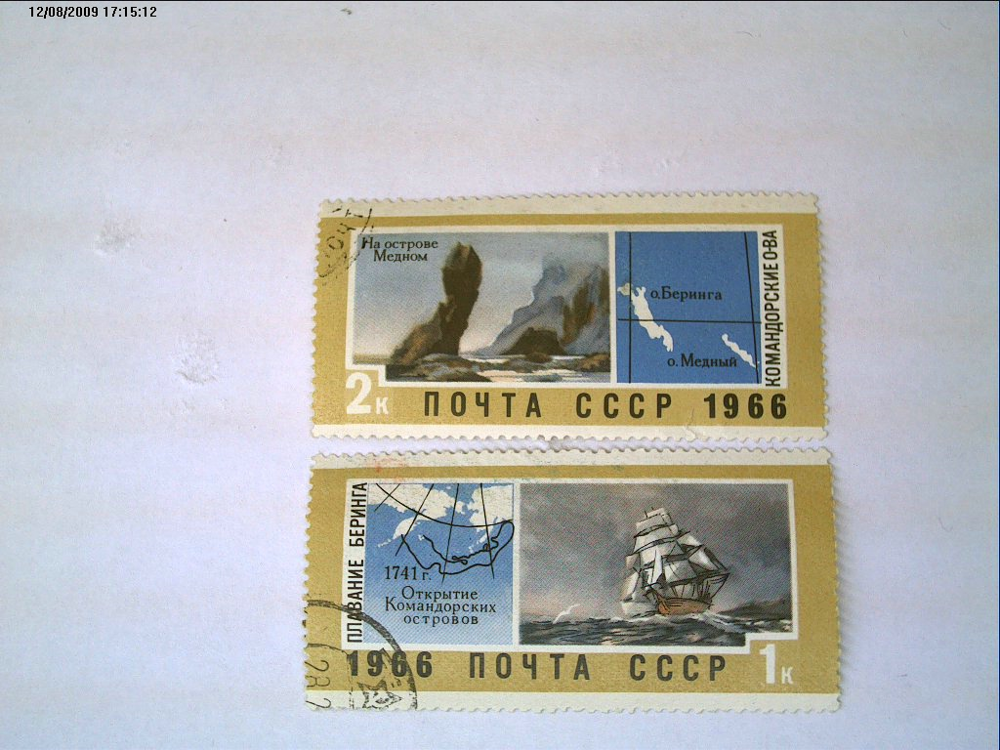 12/08/2009 17:15:12
На острове
Медном
о.Беринга
о. Медный
КОМАНДОРСКИЕ О-ВА
2к ПОЧТА СССР 1966
ПЛАВАНИЕ БЕРИНГА
1741 г.
Открытие
Командорских
островов
1966 ПОЧТА СССР 1к